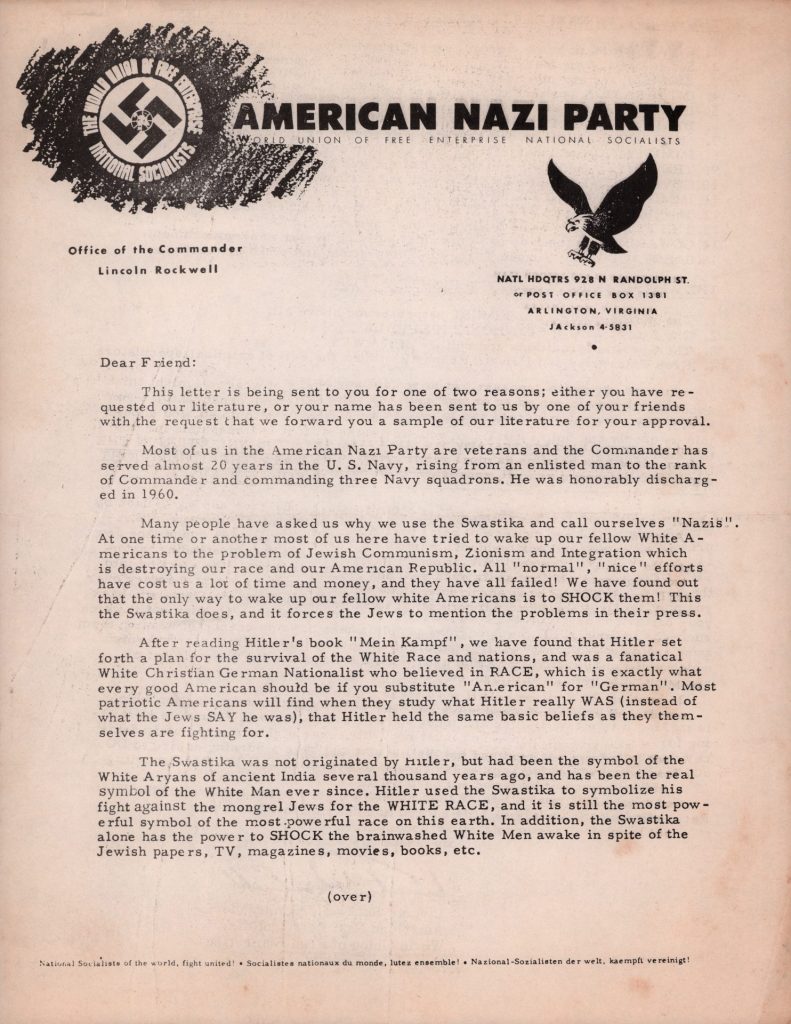 THE WORLD UNION OF FREE ENTERPRISE
NATIONAL SOCIALISTS
AMERICAN NAZI PARTY
WORLD UNION OF FREE ENTERPRISE NATIONAL SOCIALISTS
Office of the Commander
Lincoln Rockwell
NATL HDQTRS 928 N RANDOLPH ST.
or POST OFFICE BOX 1381
ARLINGTON, VIRGINIA
JAckson 4-5831
Dear Friend:
This letter is being sent to you for one of two reasons; either you have re-
quested our literature, or your name has been sent to us by one of your friends
with the request that we forward you a sample of our literature for your approval.
Most of us in the American Nazi Party are veterans and the Commander has
served almost 20 years in the U. S. Navy, rising from an enlisted man to the rank
of Commander and commanding three Navy squadrons. He was honorably discharg-
ed in 1960.
Many people have asked us why we use the Swastika and call ourselves "Nazis".
At one time or another most of us here have tried to wake up our fellow White A-
mericans to the problem of Jewish Communism, Zionism and Integration which
is destroying our race and our American Republic. All "normal", "nice" efforts
have cost us a lot of time and money, and they have all failed! We have found out
that the only way to wake up our fellow white Americans is to SHOCK them! This
the Swastika does, and it forces the Jews to mention the problems in their press.
After reading Hitler's book "Mein Kampf", we have found that Hitler set
forth a plan for the survival of the White Race and nations, and was a fanatical
White Christian German Nationalist who believed in RACE, which is exactly what
every good American should be if you substitute "American" for "German". Most
patriotic Americans will find when they study what Hitler really WAS (instead of
what the Jews SAY he was), that Hitler held the same basic beliefs as they them-
selves are fighting for.
The Swastika was not originated by Hitler, but had been the symbol of the
White Aryans of ancient India several thousand years ago, and has been the real
symbol of the White Man ever since. Hitler used the Swastika to symbolize his
fight against the mongrel Jews for the WHITE RACE, and it is still the most pow-
erful symbol of the most powerful race on this earth. In addition, the Swastika
alone has the power to SHOCK the brainwashed White Men awake in spite of the
Jewish papers, TV, magazines, movies, books, etc.
(over)
National Socialists of the world, fight united! • Socialistes nationaux du monde, lutez ensemble! • Nazional-Sozialisten der welt, kaempft vereinigt!